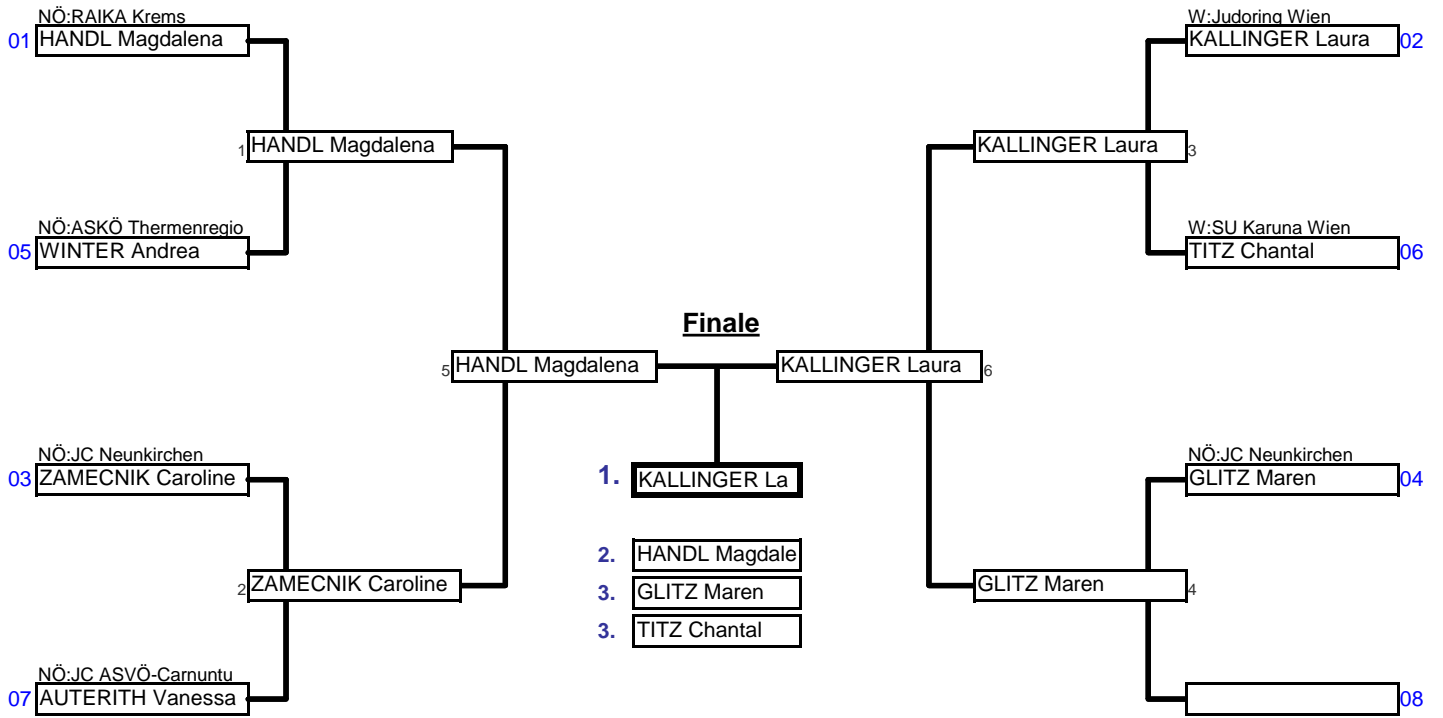 NÖ:RAIKA Krems
01 HANDL Magdalena
W:Judoring Wien
KALLINGER Laura 02
1 HANDL Magdalena
KALLINGER Laura 3
NÖ:ASKÖ Thermenregio
05 WINTER Andrea
W:SU Karuna Wien
TITZ Chantal 06
Finale
5 HANDL Magdalena
KALLINGER Laura 6
NÖ:JC Neunkirchen
03 ZAMECNIK Caroline
1. KALLINGER La
NÖ:JC Neunkirchen
GLITZ Maren 04
2. HANDL Magdale
2 ZAMECNIK Caroline
3. GLITZ Maren
GLITZ Maren 4
3. TITZ Chantal
NÖ:JC ASVÖ-Carnuntu
07 AUTERITH Vanessa
08